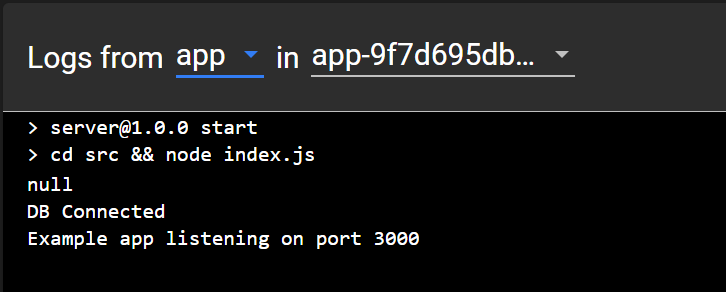 Logs from app in app-9f7d695db...
> server@1.0.0 start
> cd src && node index.js
null
DB Connected
Example app listening on port 3000